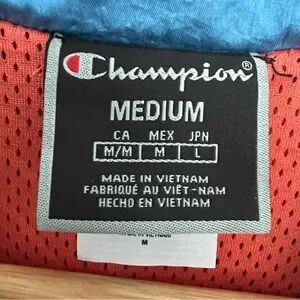 Champion
MEDIUM
CA MEX JPN
M/M M L
MADE IN VIETNAM
FABRIQUÉ AU VIÊT-NAM
HECHO EN VIETNAM
M